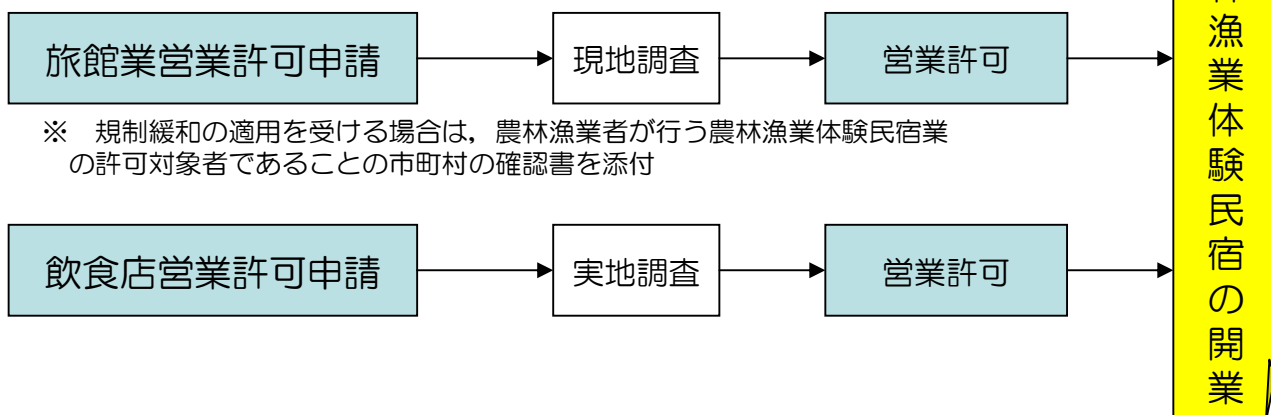 旅館業営業許可申請
現地調査
営業許可
※　規制緩和の適用を受ける場合は，農林漁業者が行う農林漁業体験民宿業
の許可対象者であることの市町村の確認書を添付
飲食店営業許可申請
実地調査
営業許可
漁業体験民宿の開業